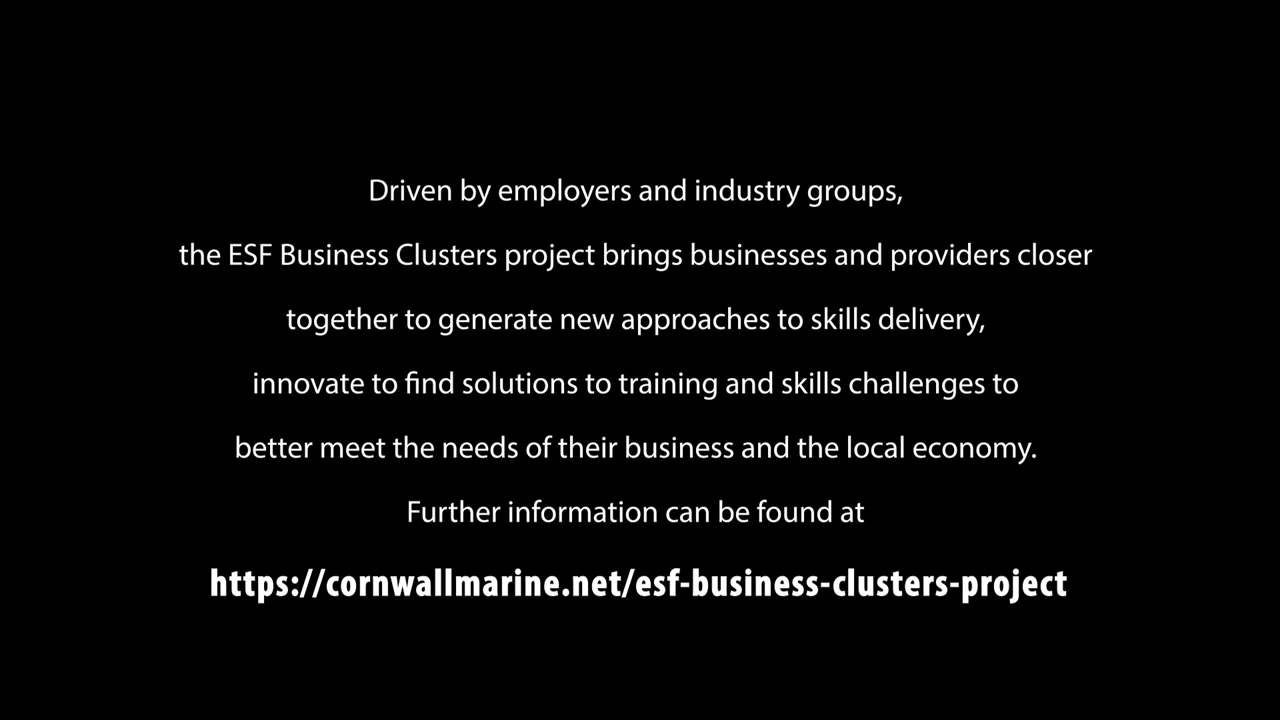 Driven by employers and industry groups,
the ESF Business Clusters project brings businesses and providers closer
together to generate new approaches to skills delivery,
innovate to find solutions to training and skills challenges to
better meet the needs of their business and the local economy.
Further information can be found at
https://cornwallmarine.net/esf-business-clusters-project